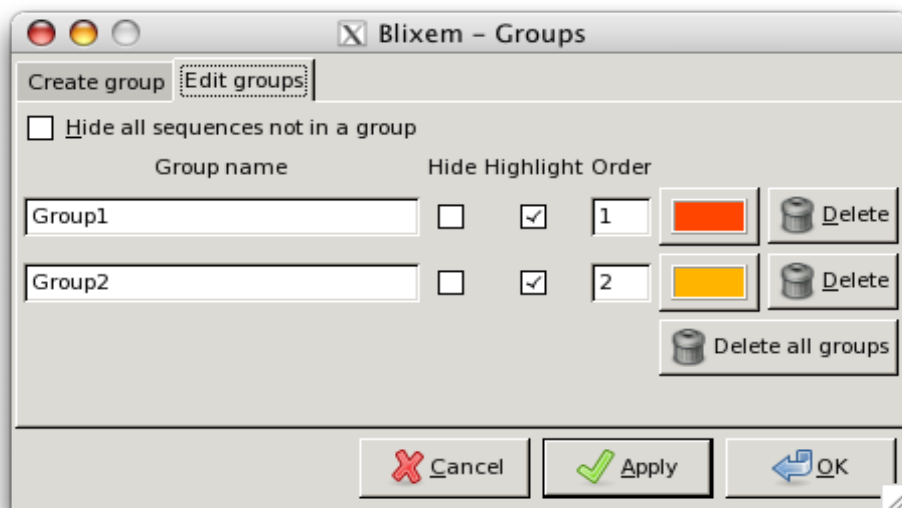 Blixem – Groups
Create group Edit groups
Hide all sequences not in a group
Group name Hide Highlight Order
Group1 1 Delete
Group2 2 Delete
Delete all groups
Cancel Apply OK